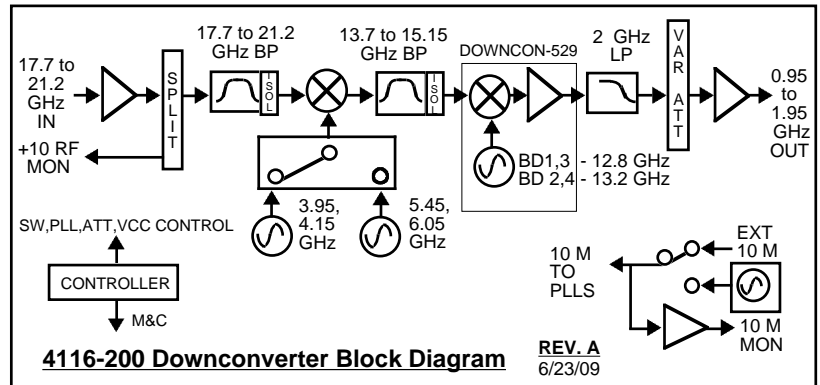 17.7 to 21.2
GHz BP
13.7 to 15.15
GHz BP
DOWNCON-529
2 GHz
LP
17.7 to
21.2
GHz
IN
SPLIT
ISOL
ISOL
VAR ATT
0.95
to
1.95
GHz
OUT
+10 RF
MON
BD1,3 - 12.8 GHz
BD 2,4 - 13.2 GHz
3.95,
4.15
GHz
5.45,
6.05
GHz
SW,PLL,ATT,VCC CONTROL
CONTROLLER
M&C
10 M
TO
PLLS
EXT
10 M
10 M
MON
4116-200 Downconverter Block Diagram
REV. A
6/23/09